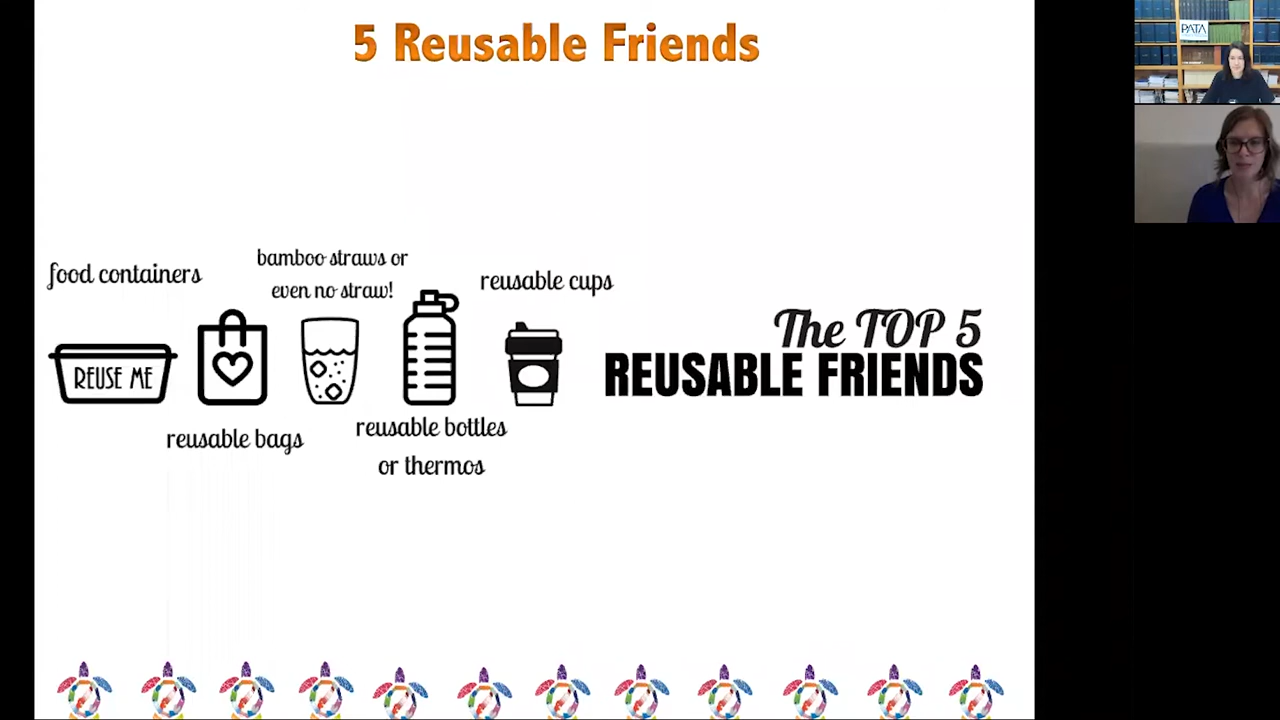 5 Reusable Friends
food containers
bamboo straws or
even no straw!
reusable cups
REUSE ME
reusable bags
reusable bottles
or thermos
The TOP 5
REUSABLE FRIENDS
PATA